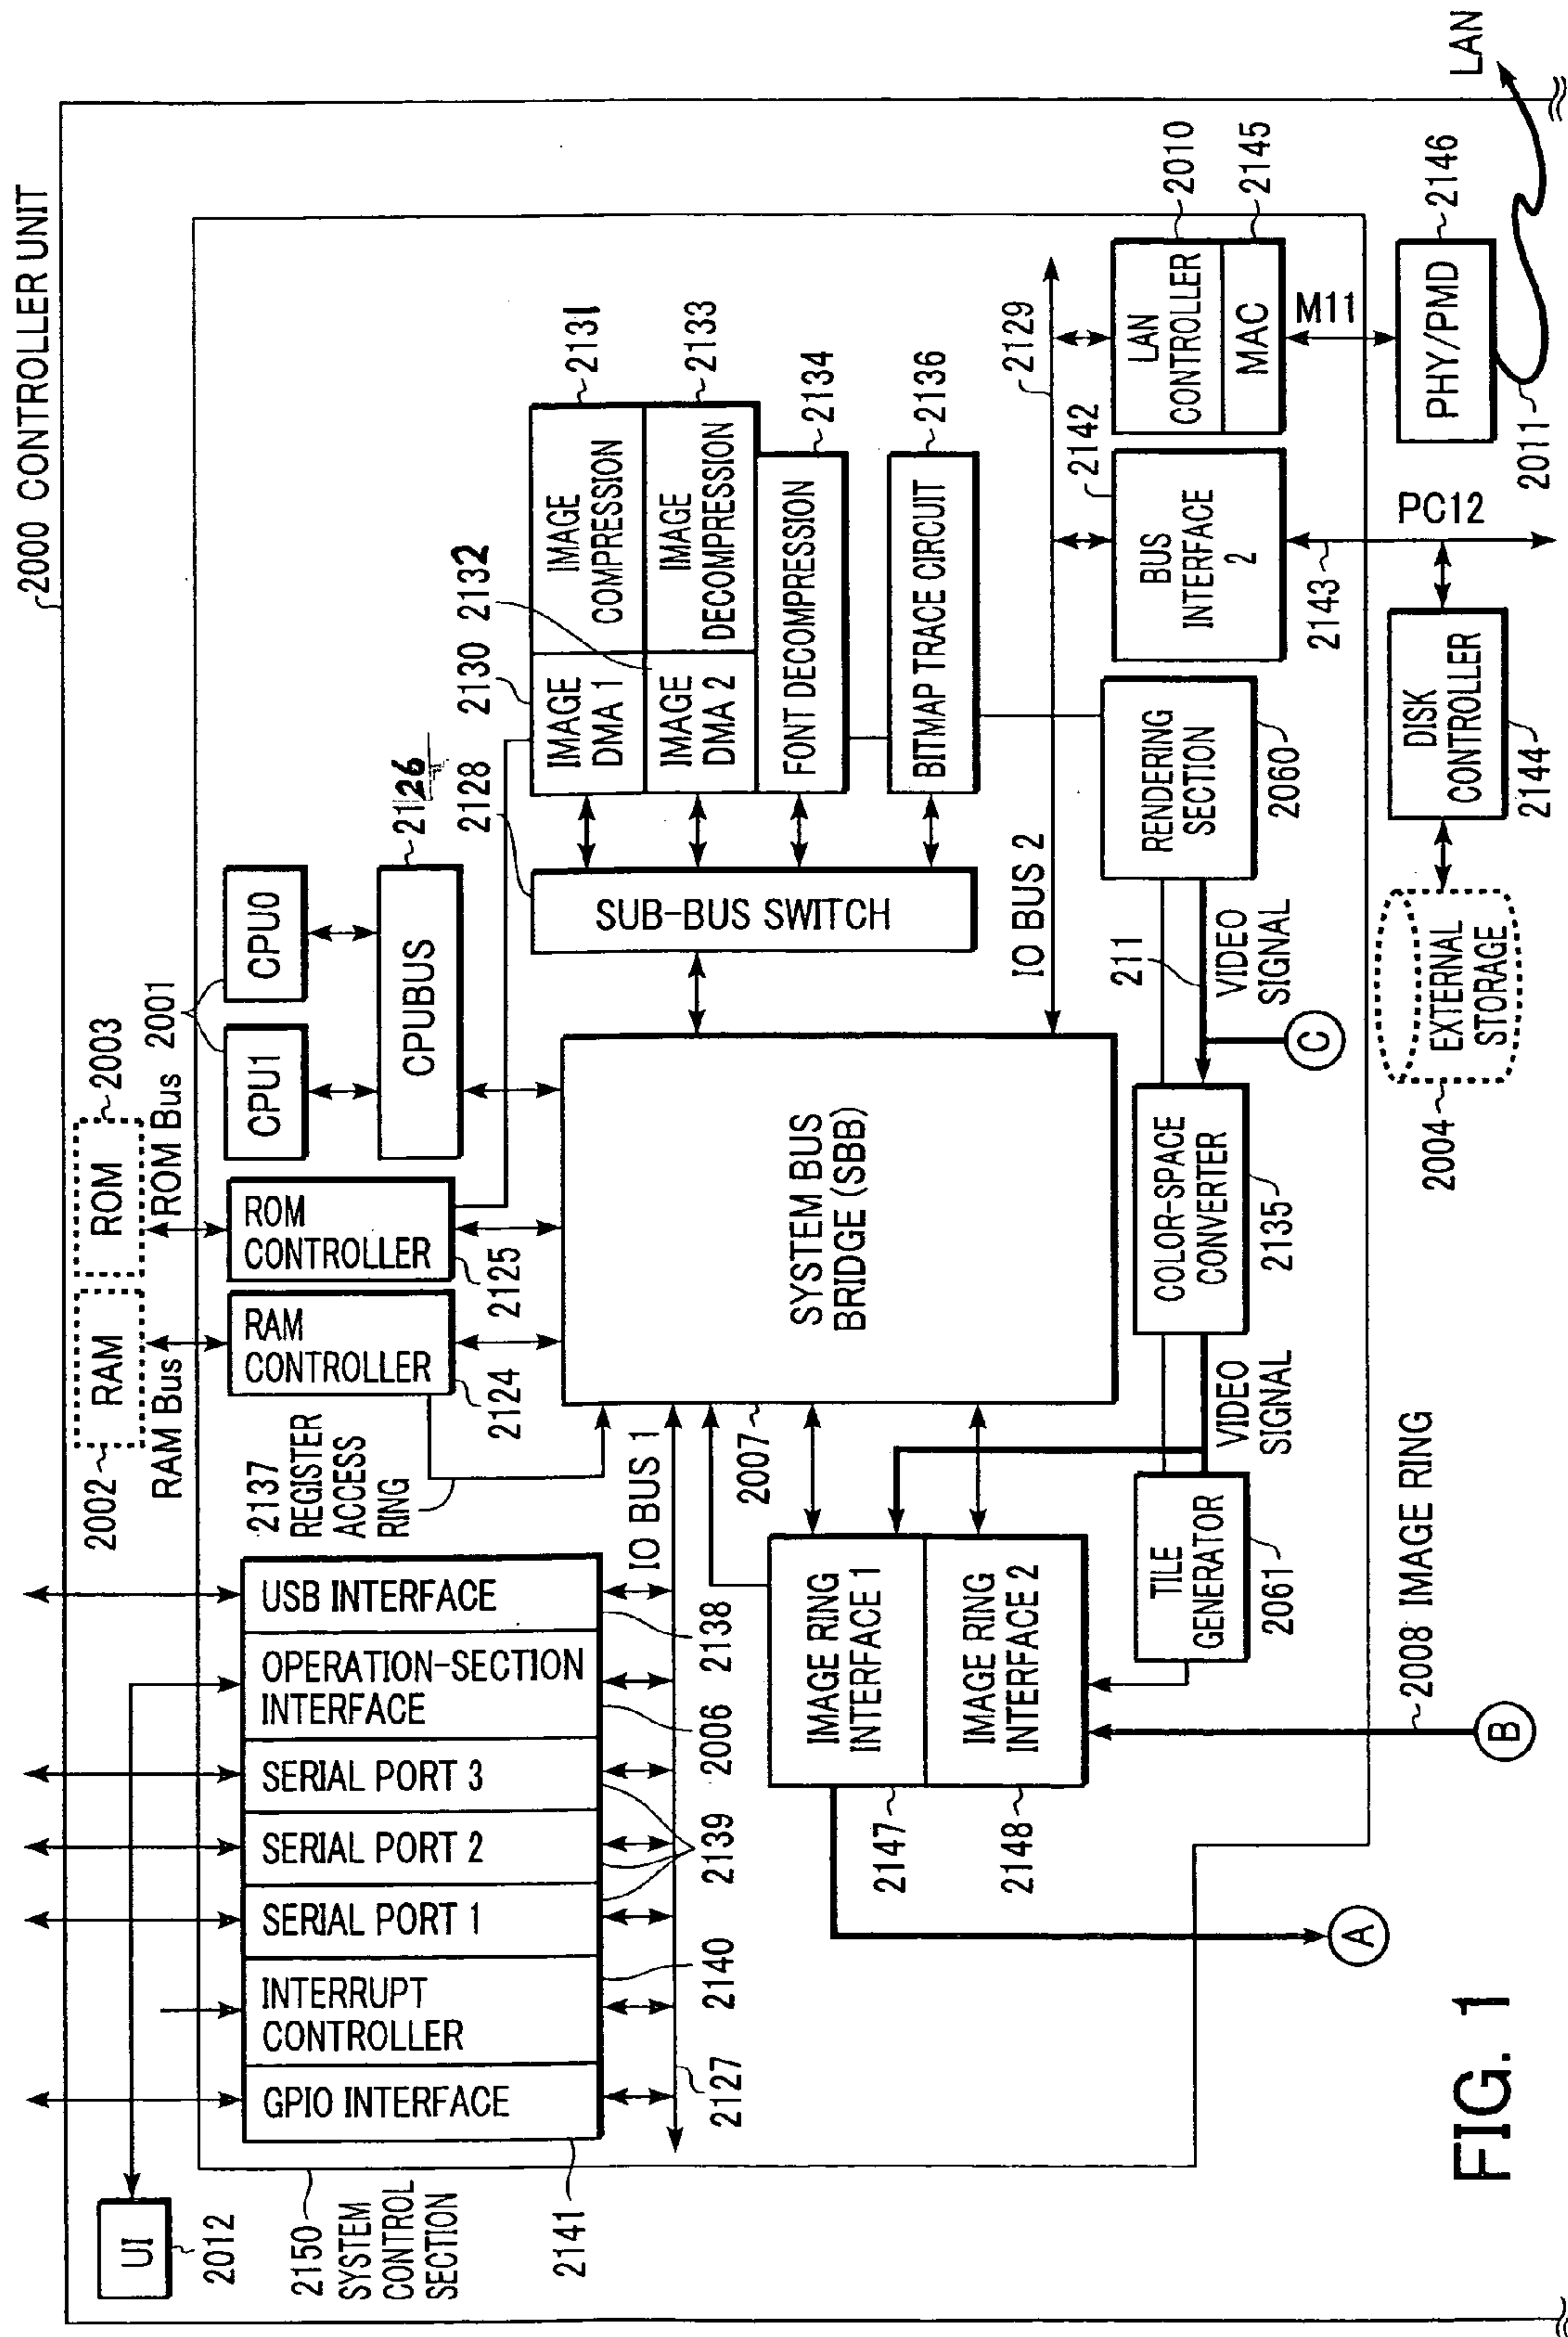 2000 CONTROLLER UNIT
UI
2012
2002
RAM
ROM
2003
RAM Bus
ROM Bus
2001
2150
SYSTEM
CONTROL
SECTION
GPIO INTERFACE
INTERRUPT
CONTROLLER
SERIAL PORT 1
SERIAL PORT 2
SERIAL PORT 3
OPERATION-SECTION
INTERFACE
USB INTERFACE
2141
2140
2139
2006
2138
2127
IO BUS 1
2137
REGISTER
ACCESS
RING
RAM
CONTROLLER
2124
ROM
CONTROLLER
2125
CPU1
CPU0
CPUBUS
2126
2128
2130
2132
IMAGE
DMA 1
IMAGE
COMPRESSION
2131
IMAGE
DMA 2
IMAGE
DECOMPRESSION
2133
FONT DECOMPRESSION
2134
BITMAP TRACE CIRCUIT
2136
SUB-BUS SWITCH
SYSTEM BUS
BRIDGE (SBB)
2007
IO BUS 2
2129
IMAGE RING
INTERFACE 1
IMAGE RING
INTERFACE 2
2147
2148
TILE
GENERATOR
2061
VIDEO
SIGNAL
COLOR-SPACE
CONVERTER
2135
211
VIDEO
SIGNAL
RENDERING
SECTION
2060
2142
BUS
INTERFACE
2
2143
LAN
CONTROLLER
2010
MAC
2145
M11
PHY/PMD
2146
2011
LAN
PC12
DISK
CONTROLLER
2144
EXTERNAL
STORAGE
2004
C
A
B
2008 IMAGE RING
FIG. 1